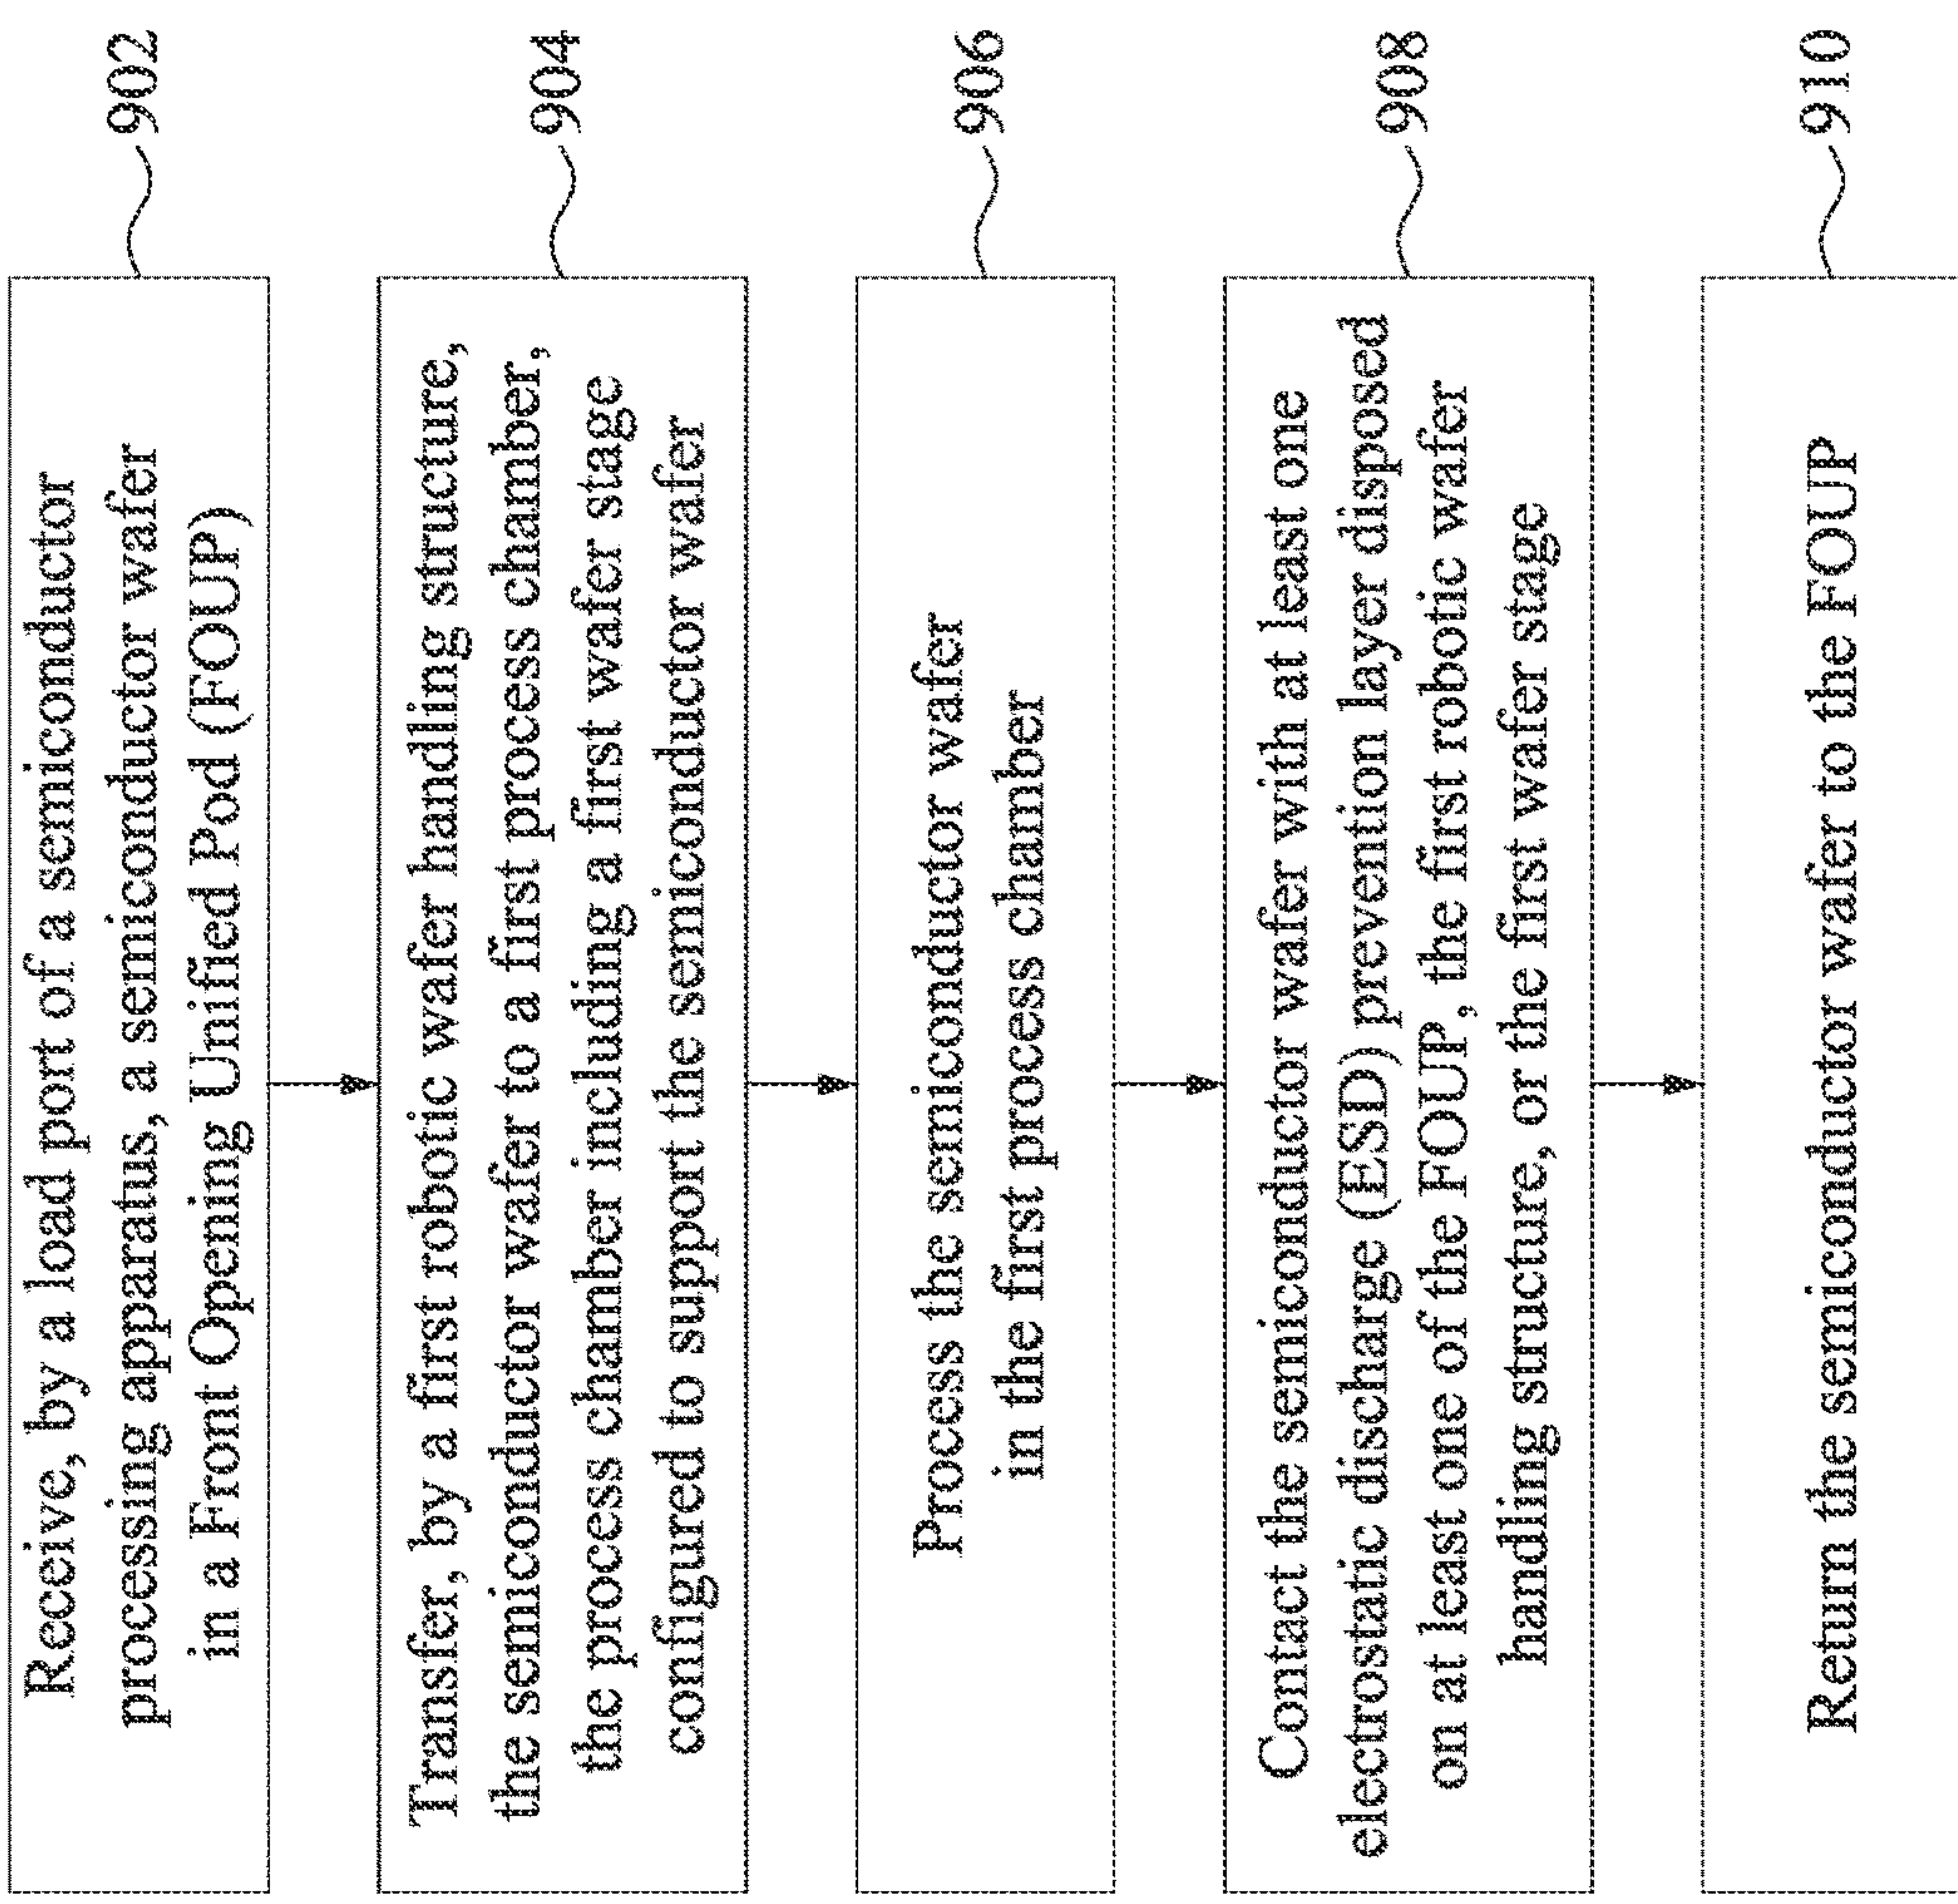 Receive, by a load port of a semiconductor
processing apparatus, a semiconductor wafer
in a Front Opening Unified Pod (FOUP)
902
Transfer, by a first robotic wafer handling structure,
the semiconductor wafer to a first process chamber,
the process chamber including a first wafer stage
configured to support the semiconductor wafer
904
Process the semiconductor wafer
in the first process chamber
906
Contact the semiconductor wafer with at least one
electrostatic discharge (ESD) prevention layer disposed
on at least one of the FOUP, the first robotic wafer
handling structure, or the first wafer stage
908
Return the semiconductor wafer to the FOUP
910